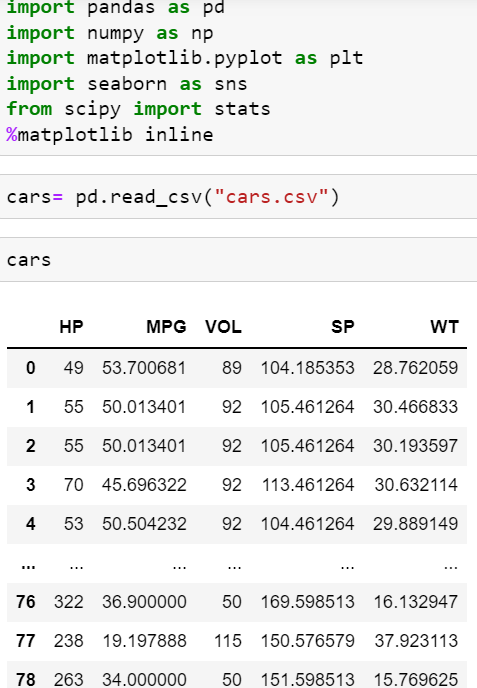 import pandas as pd
import numpy as np
import matplotlib.pyplot as plt
import seaborn as sns
from scipy import stats
%matplotlib inline
cars= pd.read_csv("cars.csv")
cars
HP MPG VOL SP WT
0 49 53.700681 89 104.185353 28.762059
1 55 50.013401 92 105.461264 30.466833
2 55 50.013401 92 105.461264 30.193597
3 70 45.696322 92 113.461264 30.632114
4 53 50.504232 92 104.461264 29.889149
... ... ... ... ... ...
76 322 36.900000 50 169.598513 16.132947
77 238 19.197888 115 150.576579 37.923113
78 263 34.000000 50 151.598513 15.769625